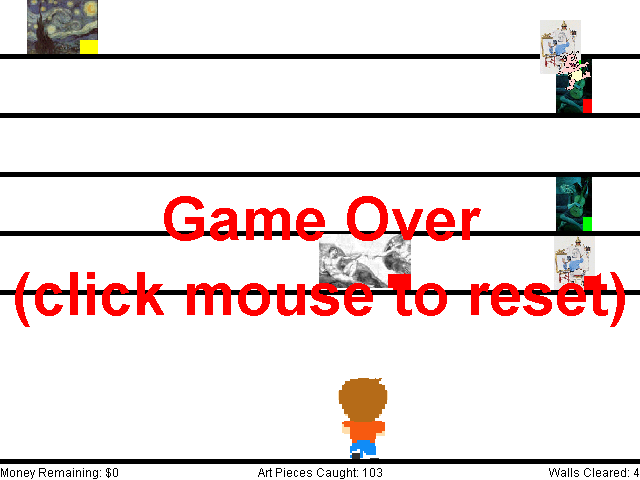 Game Over
(click mouse to reset)
Money Remaining: $0
Art Pieces Caught: 103
Walls Cleared: 4